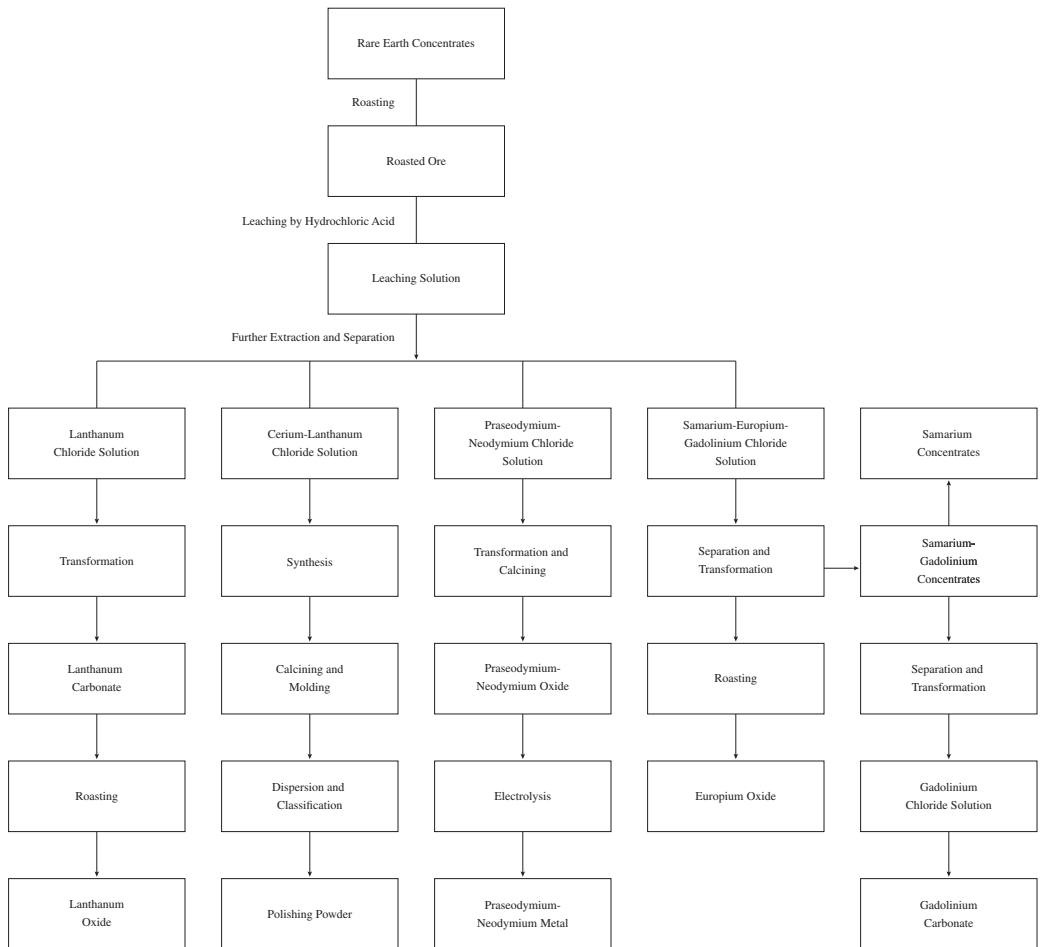 Rare Earth Concentrates
Roasting
Roasted Ore
Leaching by Hydrochloric Acid
Leaching Solution
Further Extraction and Separation
Lanthanum
Chloride Solution
Cerium-Lanthanum
Chloride Solution
Praseodymium-
Neodymium Chloride
Solution
Samarium-Europium-
Gadolinium Chloride
Solution
Samarium
Concentrates
Transformation
Synthesis
Transformation and
Calcining
Separation and
Transformation
Samarium-
Gadolinium
Concentrates
Lanthanum
Carbonate
Calcining and
Molding
Praseodymium-
Neodymium Oxide
Roasting
Separation and
Transformation
Roasting
Dispersion and
Classification
Electrolysis
Europium Oxide
Gadolinium
Chloride Solution
Lanthanum
Oxide
Polishing Powder
Praseodymium-
Neodymium Metal
Gadolinium
Carbonate